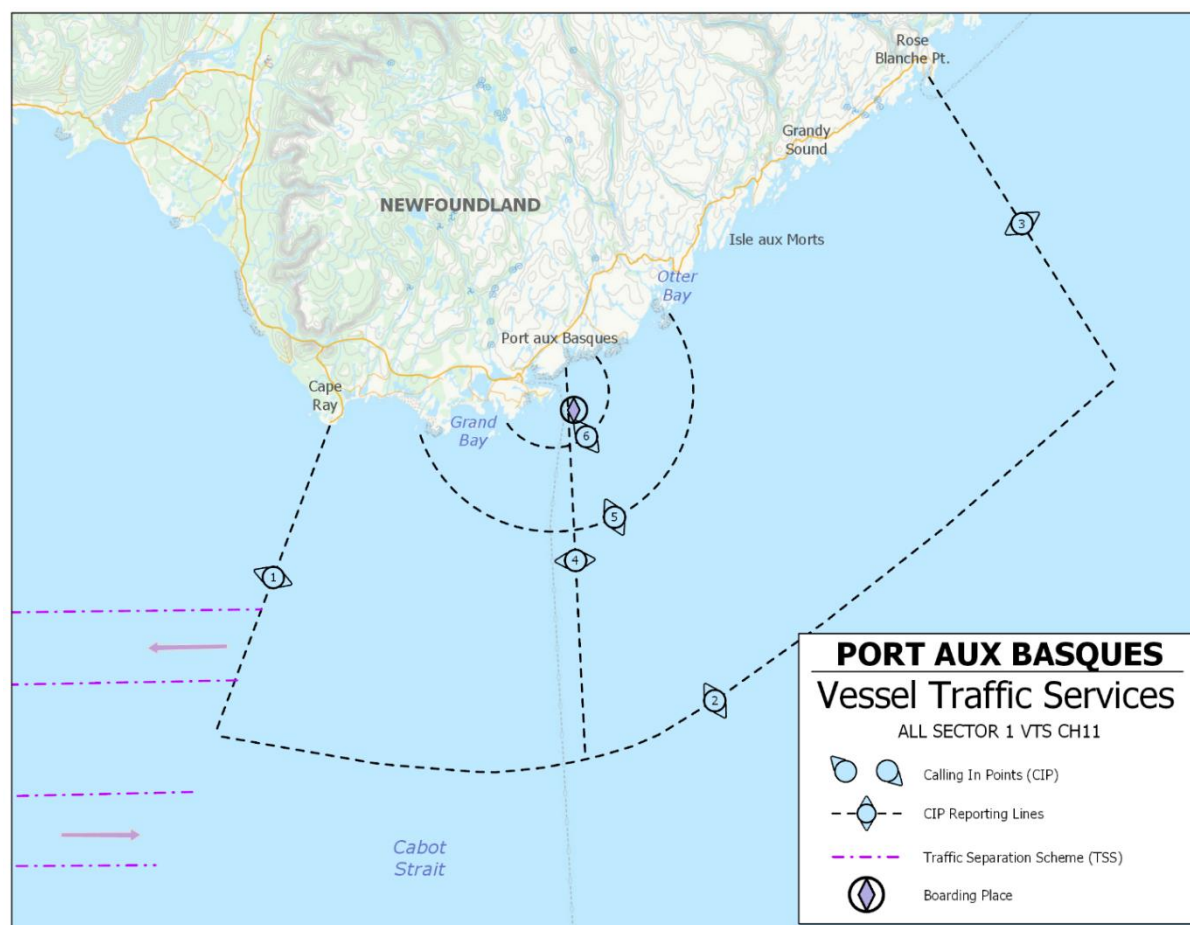 Rose
Blanche Pt.
Grandy
Sound
NEWFOUNDLAND
3
Isle aux Morts
Otter
Bay
Port aux Basques
Cape
Ray
Grand
Bay
6
5
4
1
2
Cabot
Strait
PORT AUX BASQUES
Vessel Traffic Services
ALL SECTOR 1 VTS CH11
Calling In Points (CIP)
CIP Reporting Lines
Traffic Separation Scheme (TSS)
Boarding Place